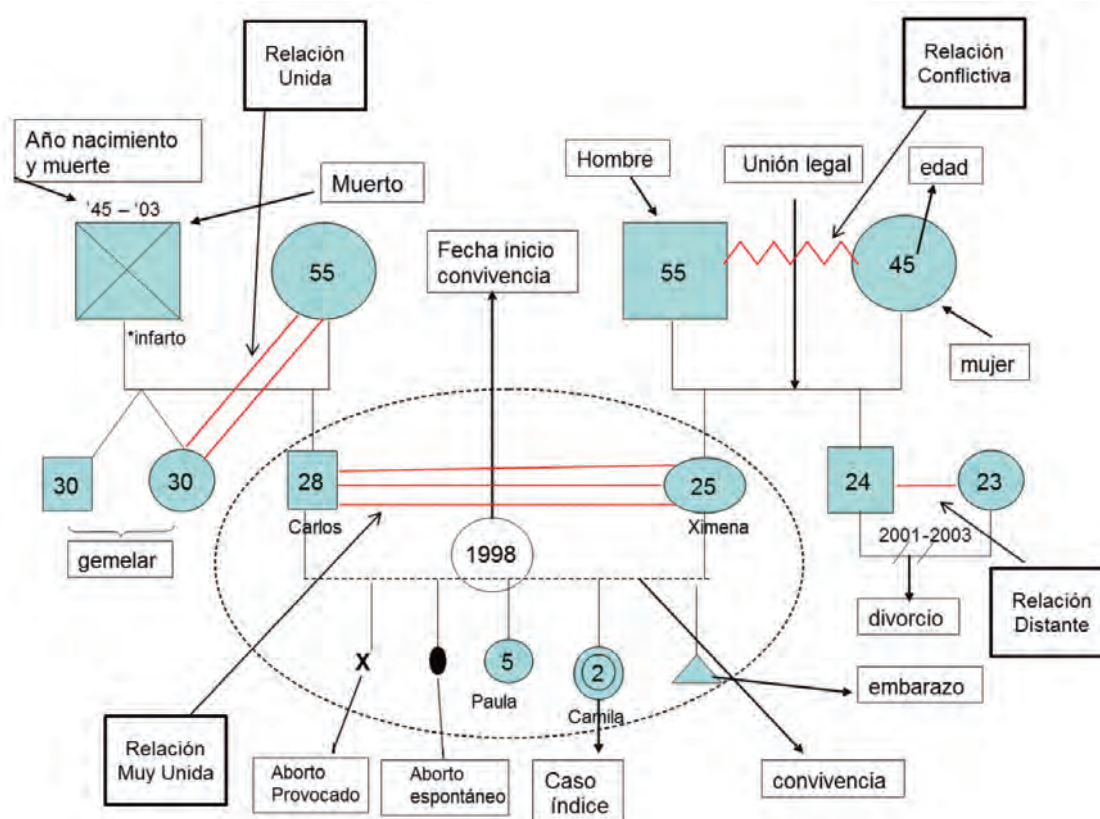 Relación
Unida
Relación
Conflictiva
Año nacimiento
y muerte
Muerto
Hombre
Unión legal
edad
'45 – '03
Fecha inicio
convivencia
55
55
45
*infarto
mujer
30
30
28
25
24
23
Carlos
Ximena
gemelar
1998
2001-2003
divorcio
Relación
Distante
X
5
2
Paula
Camila
embarazo
Relación
Muy Unida
Aborto
Provocado
Aborto
espontáneo
Caso
índice
convivencia